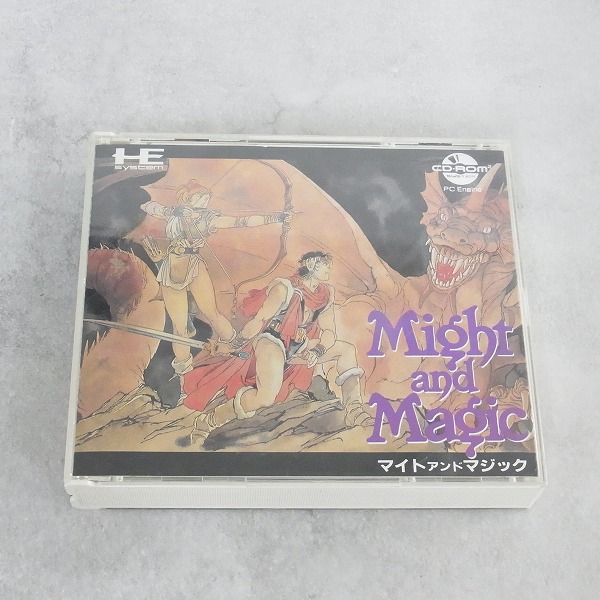 HE
system
CD-ROM²
PC Engine
Might
and
Magic
マイトアンドマジック